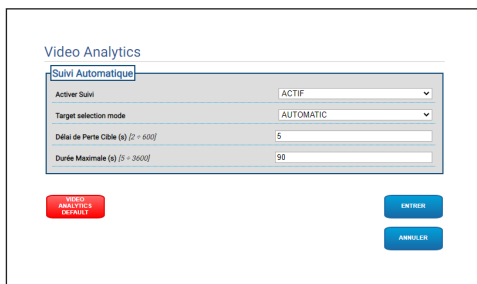 Video Analytics
Suivi Automatique
Activer Suivi ACTIF
Target selection mode AUTOMATIC
Délai de Perte Cible (s) [2 ÷ 600] 5
Durée Maximale (s) [5 ÷ 3600] 90
VIDEO
ANALYTICS
DEFAULT
ENTRER
ANNULER